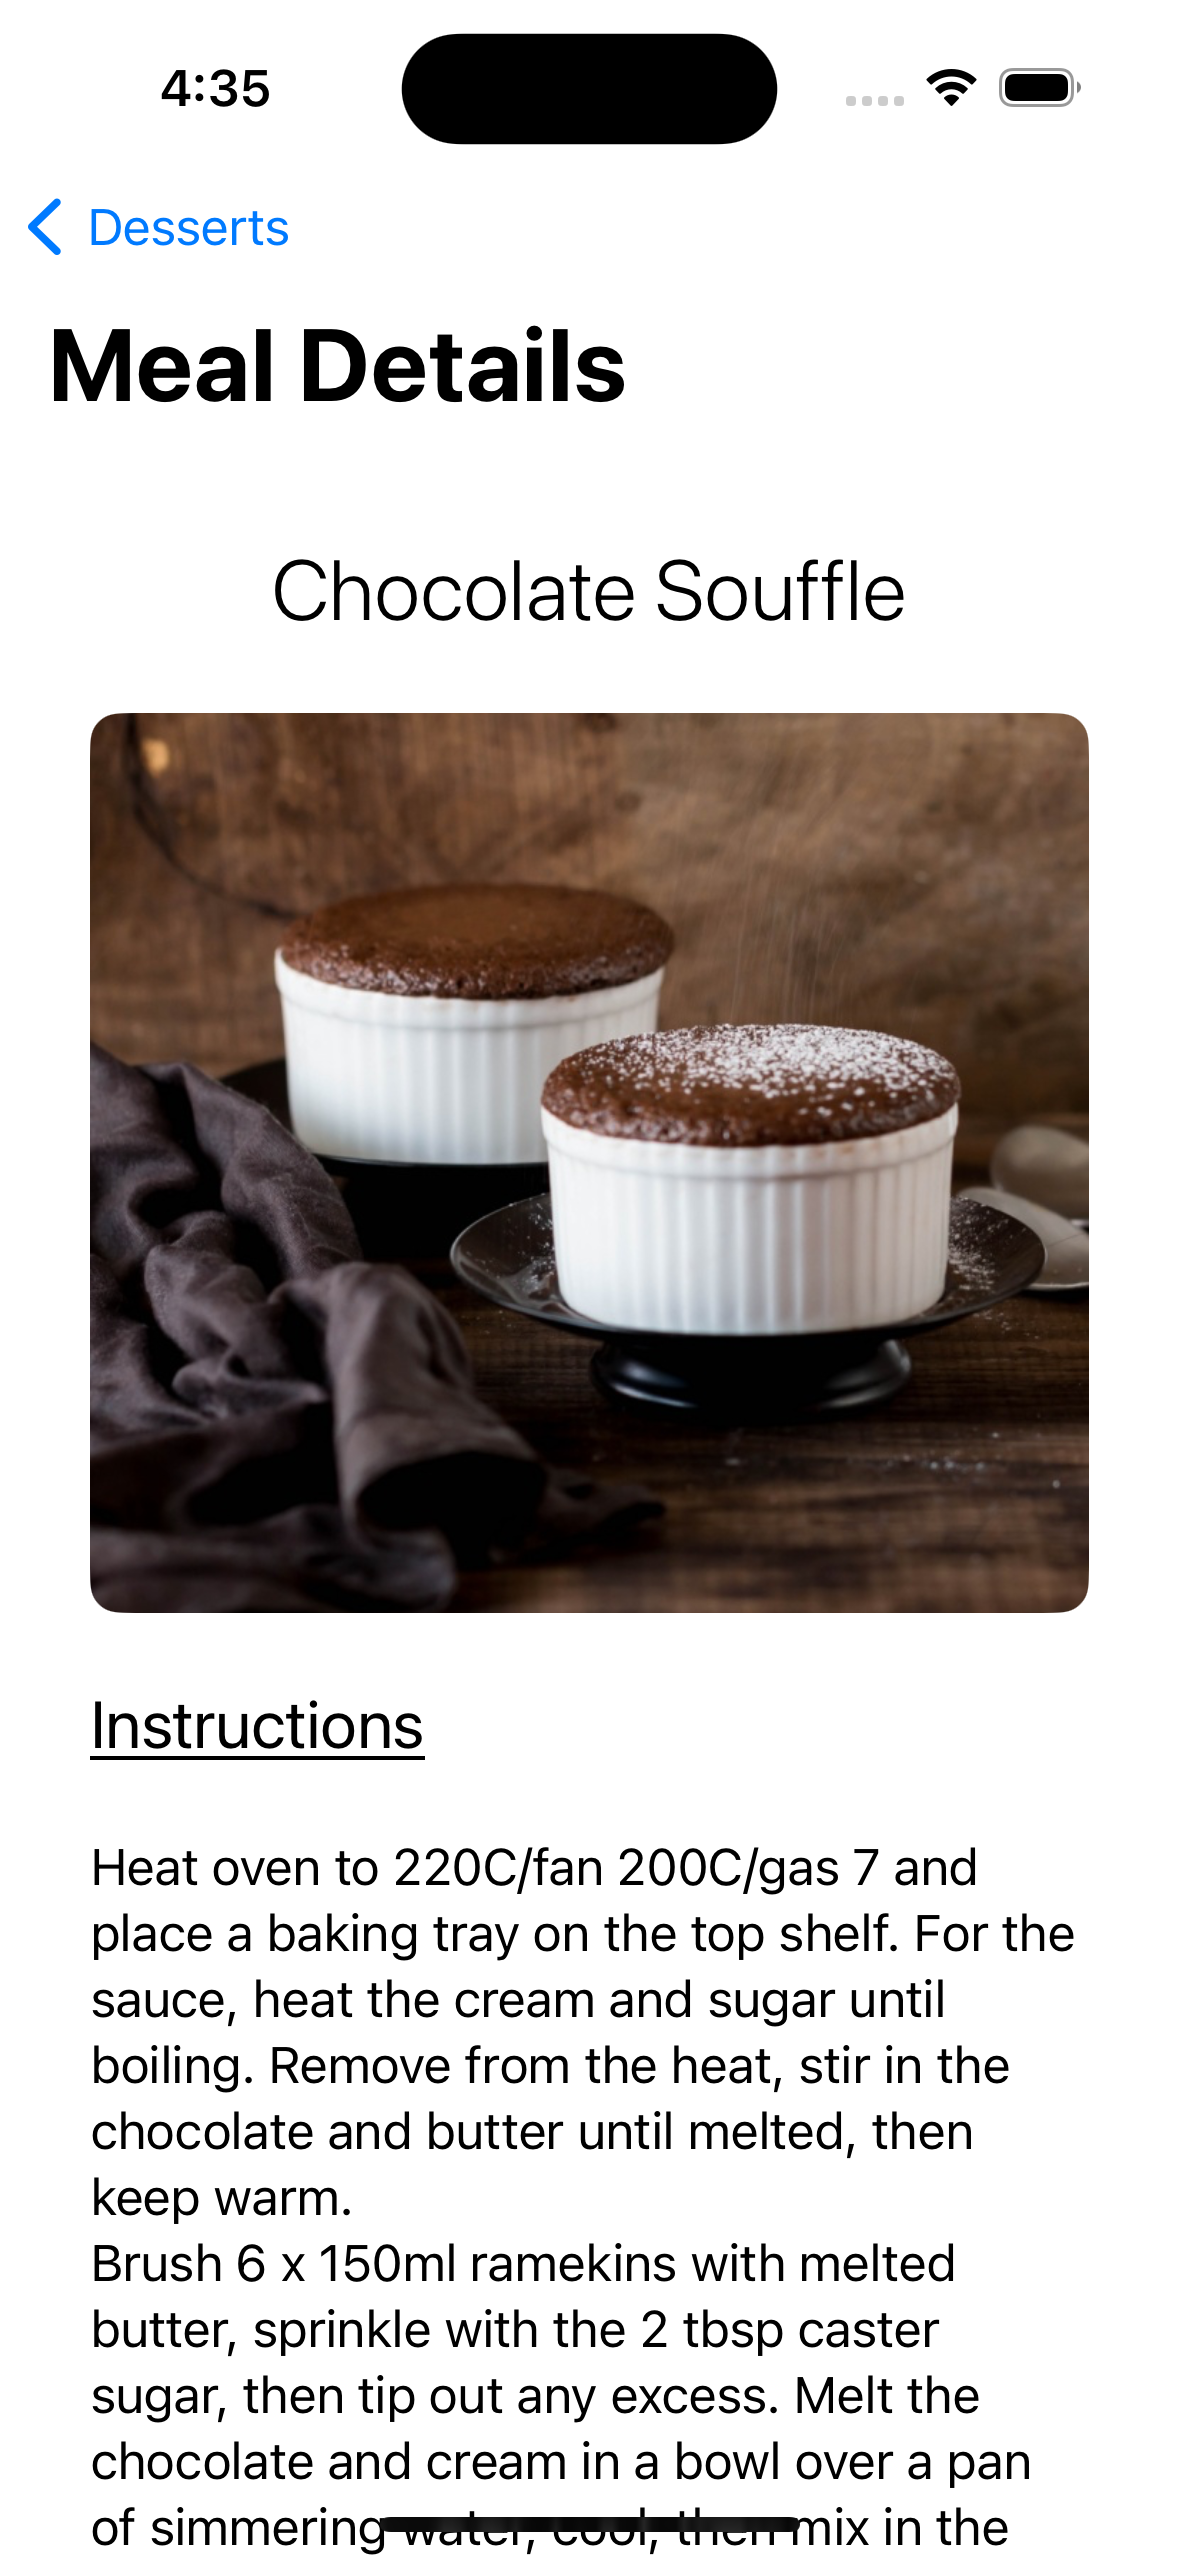 4:35
Desserts
Meal Details
Chocolate Souffle
Instructions
Heat oven to 220C/fan 200C/gas 7 and
place a baking tray on the top shelf. For the
sauce, heat the cream and sugar until
boiling. Remove from the heat, stir in the
chocolate and butter until melted, then
keep warm.
Brush 6 x 150ml ramekins with melted
butter, sprinkle with the 2 tbsp caster
sugar, then tip out any excess. Melt the
chocolate and cream in a bowl over a pan
of simmering water, cool, then mix in the